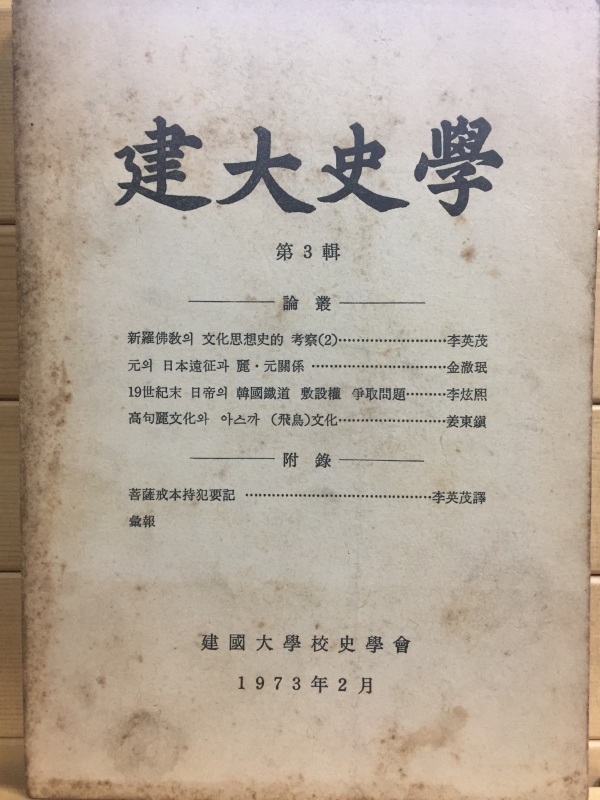 建大史學
第3輯
論叢
新羅佛敎의 文化思想史的 考察(2)························李英茂
元의 日本遠征과 麗·元關係 ······························金澈珉
19世紀末 日帝의 韓國鐵道 敷設權 爭取問題·········李炫熙
高句麗文化와 아스까 (飛鳥)文化························姜東鎭
附錄
菩薩戒本持犯要記 ·········································李英茂譯
彙報
建國大學校史學會
1973年2月